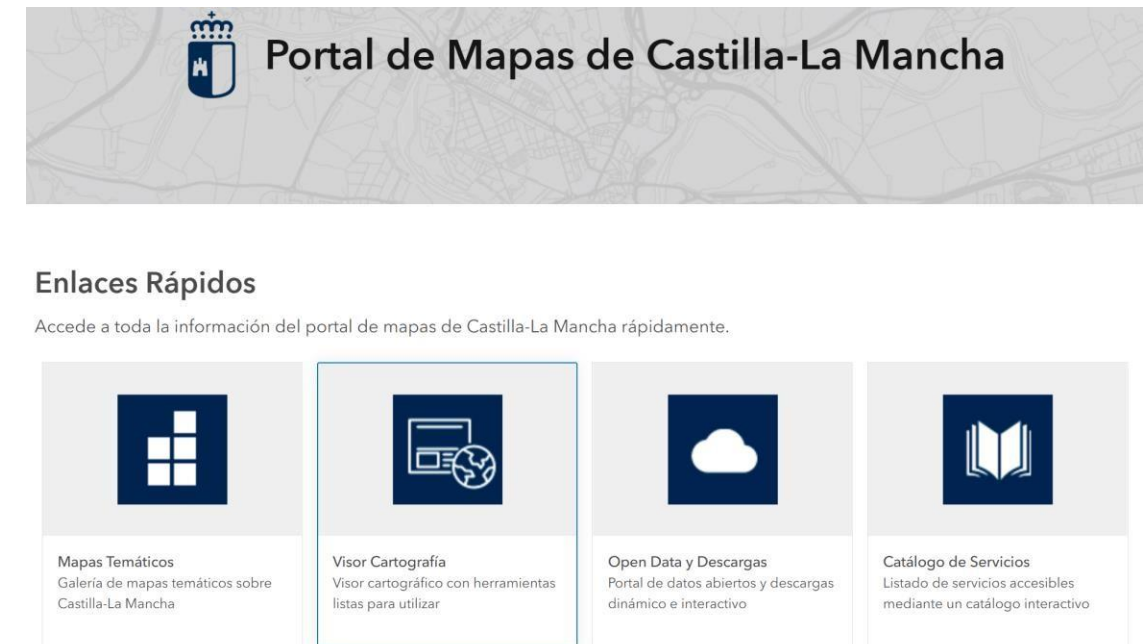 Portal de Mapas de Castilla-La Mancha
Enlaces Rápidos
Accede a toda la información del portal de mapas de Castilla-La Mancha rápidamente.
Mapas Temáticos
Galería de mapas temáticos sobre
Castilla-La Mancha
Visor Cartografía
Visor cartográfico con herramientas
listas para utilizar
Open Data y Descargas
Portal de datos abiertos y descargas
dinámico e interactivo
Catálogo de Servicios
Listado de servicios accesibles
mediante un catálogo interactivo